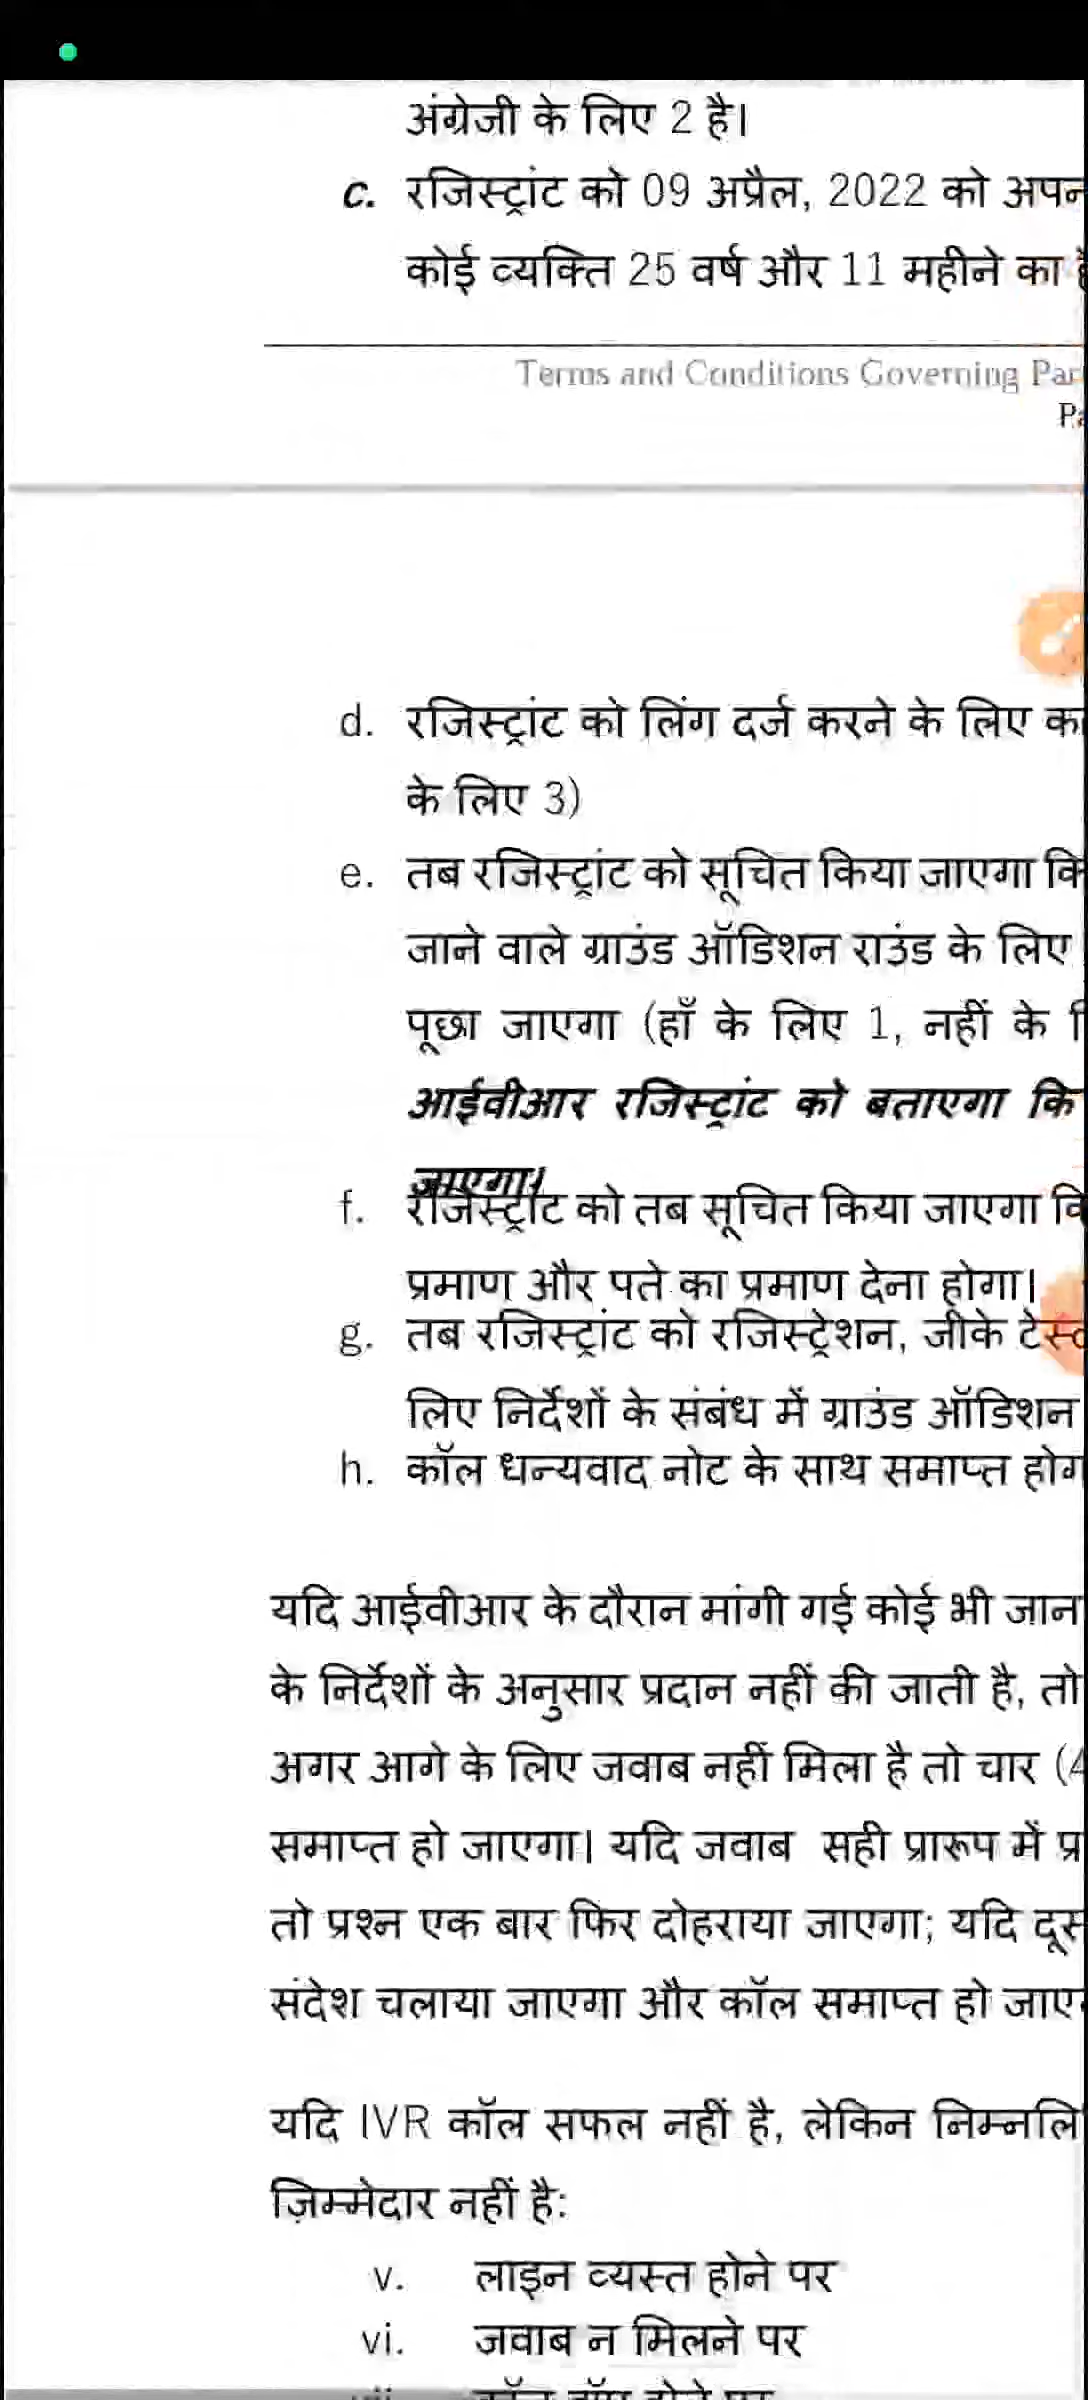 अंग्रेजी के लिए 2 है।
c. रजिस्ट्रांट को 09 अप्रैल, 2022 को
कोई व्यक्ति 25 वर्ष और 11 महीने का
Terms and Conditions Governing
d. रजिस्ट्रांट को लिंग दर्ज करने के लिए
के लिए 3)
e. तब रजिस्ट्रांट को सूचित किया जाएगा
जाने वाले ग्राउंड ऑडिशन राउंड के लिए
पूछा जाएगा (हाँ के लिए 1, नहीं के
आईवीआर रजिस्ट्रांट को बताएगा कि
जाएगा।
f. रजिस्ट्रांट को तब सूचित किया जाएगा
प्रमाण और पते का प्रमाण देना होगा।
g. तब रजिस्ट्रांट को रजिस्ट्रेशन, जीके
लिए निर्देशों के संबंध में ग्राउंड ऑडिशन
h. कॉल धन्यवाद नोट के साथ समाप्त
यदि आईवीआर के दौरान मांगी गई कोई भी
के निर्देशों के अनुसार प्रदान नहीं की जाती है, तो
अगर आगे के लिए जवाब नहीं मिला है तो चार
समाप्त हो जाएगा। यदि जवाब सही प्रारूप में
तो प्रश्न एक बार फिर दोहराया जाएगा; यदि
संदेश चलाया जाएगा और कॉल समाप्त हो
यदि IVR कॉल सफल नहीं है, लेकिन
ज़िम्मेदार नहीं है:
v. लाइन व्यस्त होने पर
vi. जवाब न मिलने पर